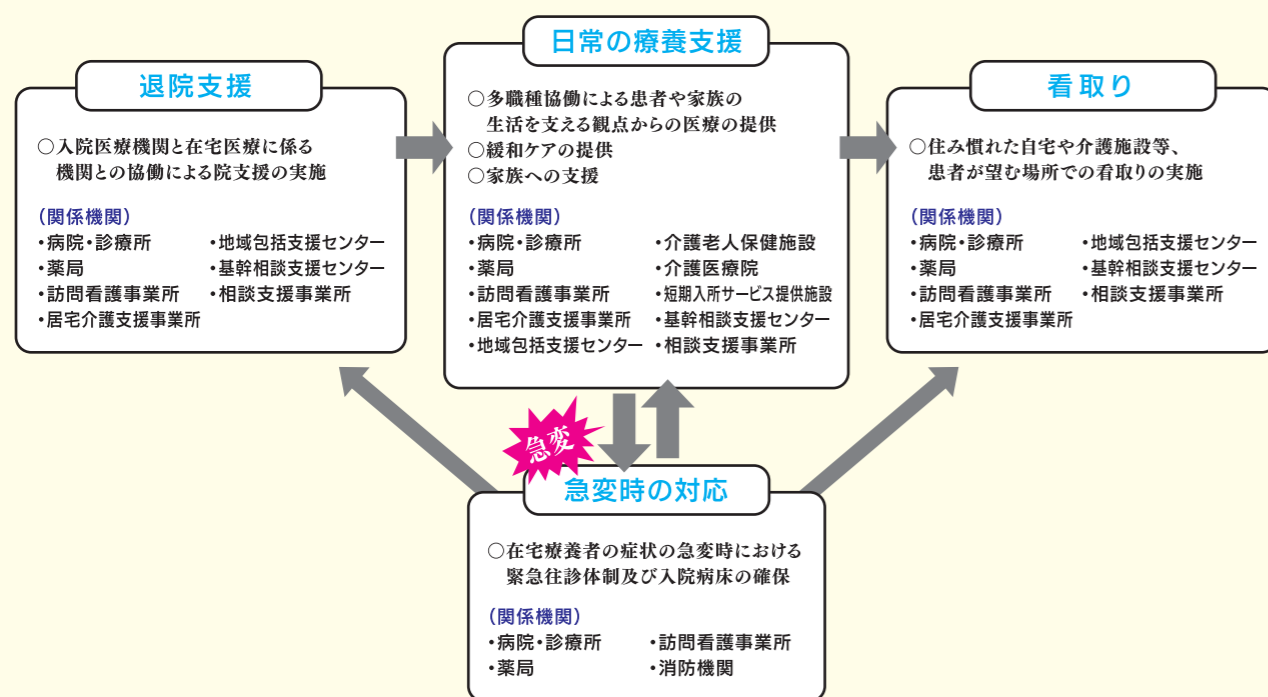 退院支援
○入院医療機関と在宅医療に係る
機関との協働による院支援の実施
（関係機関）
・病院・診療所
・薬局
・訪問看護事業所
・居宅介護支援事業所
・地域包括支援センター
・基幹相談支援センター
・相談支援事業所
日常の療養支援
○多職種協働による患者や家族の
生活を支える観点からの医療の提供
○緩和ケアの提供
○家族への支援
（関係機関）
・病院・診療所
・薬局
・訪問看護事業所
・居宅介護支援事業所
・地域包括支援センター
・介護老人保健施設
・介護医療院
・短期入所サービス提供施設
・基幹相談支援センター
・相談支援事業所
看取り
○住み慣れた自宅や介護施設等、
患者が望む場所での看取りの実施
（関係機関）
・病院・診療所
・薬局
・訪問看護事業所
・居宅介護支援事業所
・地域包括支援センター
・基幹相談支援センター
・相談支援事業所
急変
急変時の対応
○在宅療養者の症状の急変時における
緊急往診体制及び入院病床の確保
（関係機関）
・病院・診療所
・薬局
・訪問看護事業所
・消防機関